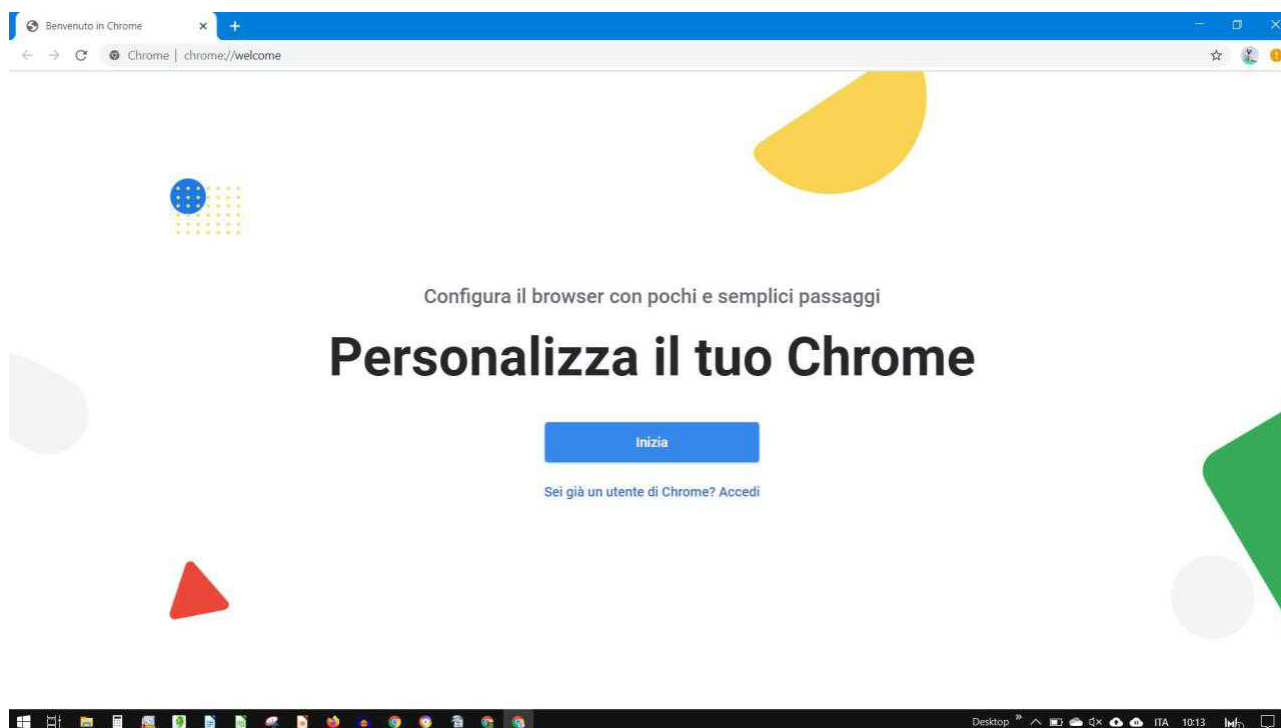 Benvenuto in Chrome
Chrome | chrome://welcome
Configura il browser con pochi e semplici passaggi
Personalizza il tuo Chrome
Inizia
Sei già un utente di Chrome? Accedi
Desktop
ITA
10:13